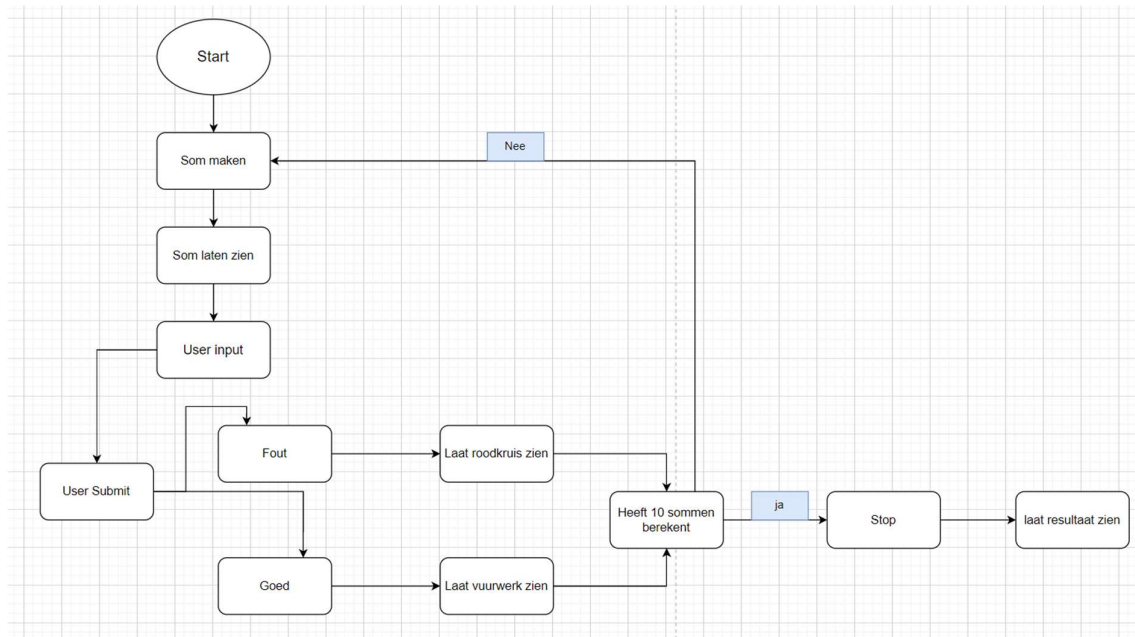 Start
Som maken
Nee
Som laten zien
User input
Fout
Laat roodkruis zien
User Submit
Heeft 10 sommen
berekent
ja
Stop
laat resultaat zien
Goed
Laat vuurwerk zien